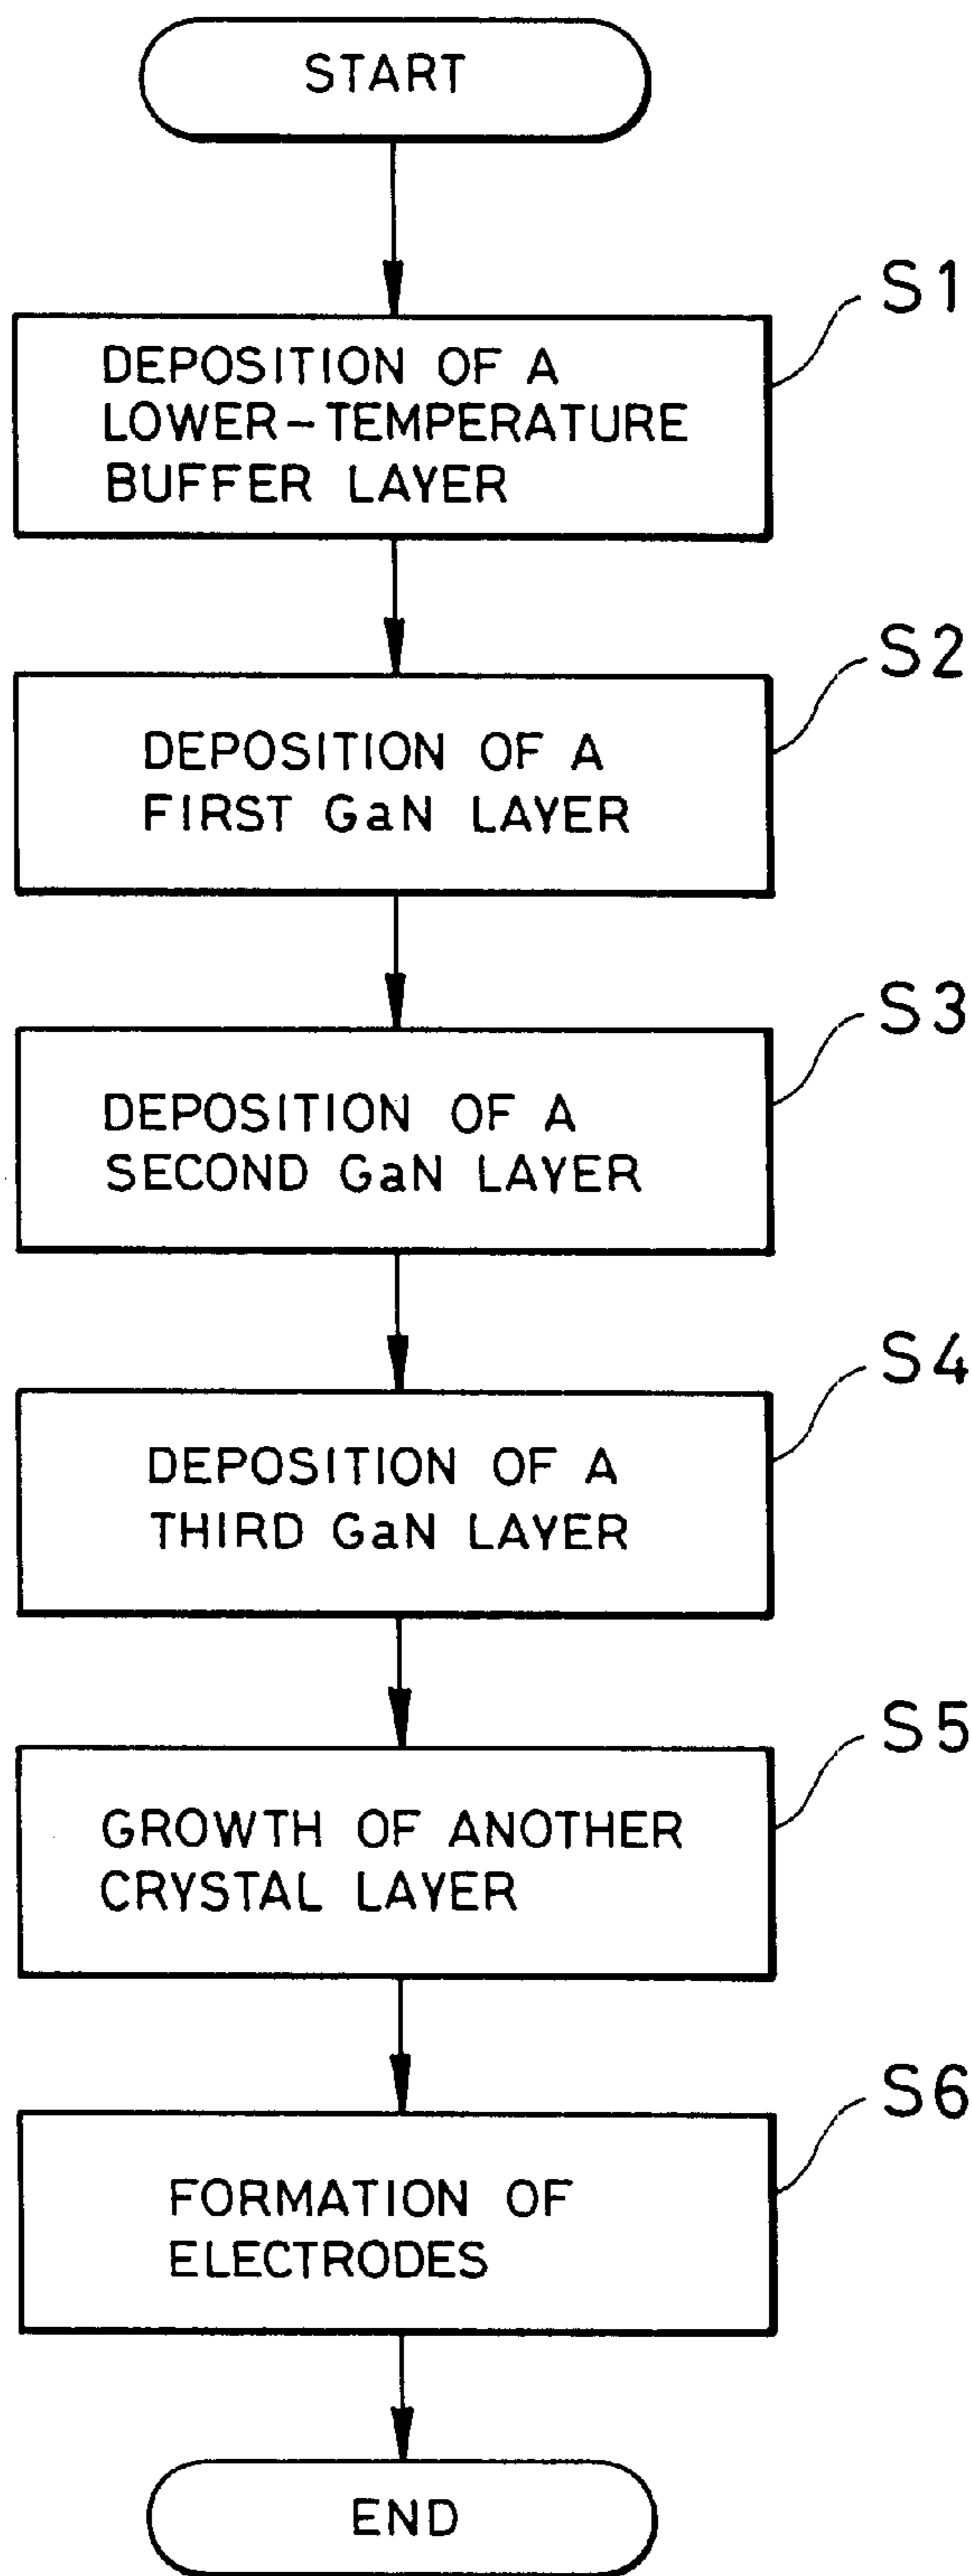 START
S1
DEPOSITION OF A
LOWER-TEMPERATURE
BUFFER LAYER
S2
DEPOSITION OF A
FIRST GaN LAYER
S3
DEPOSITION OF A
SECOND GaN LAYER
S4
DEPOSITION OF A
THIRD GaN LAYER
S5
GROWTH OF ANOTHER
CRYSTAL LAYER
S6
FORMATION OF
ELECTRODES
END